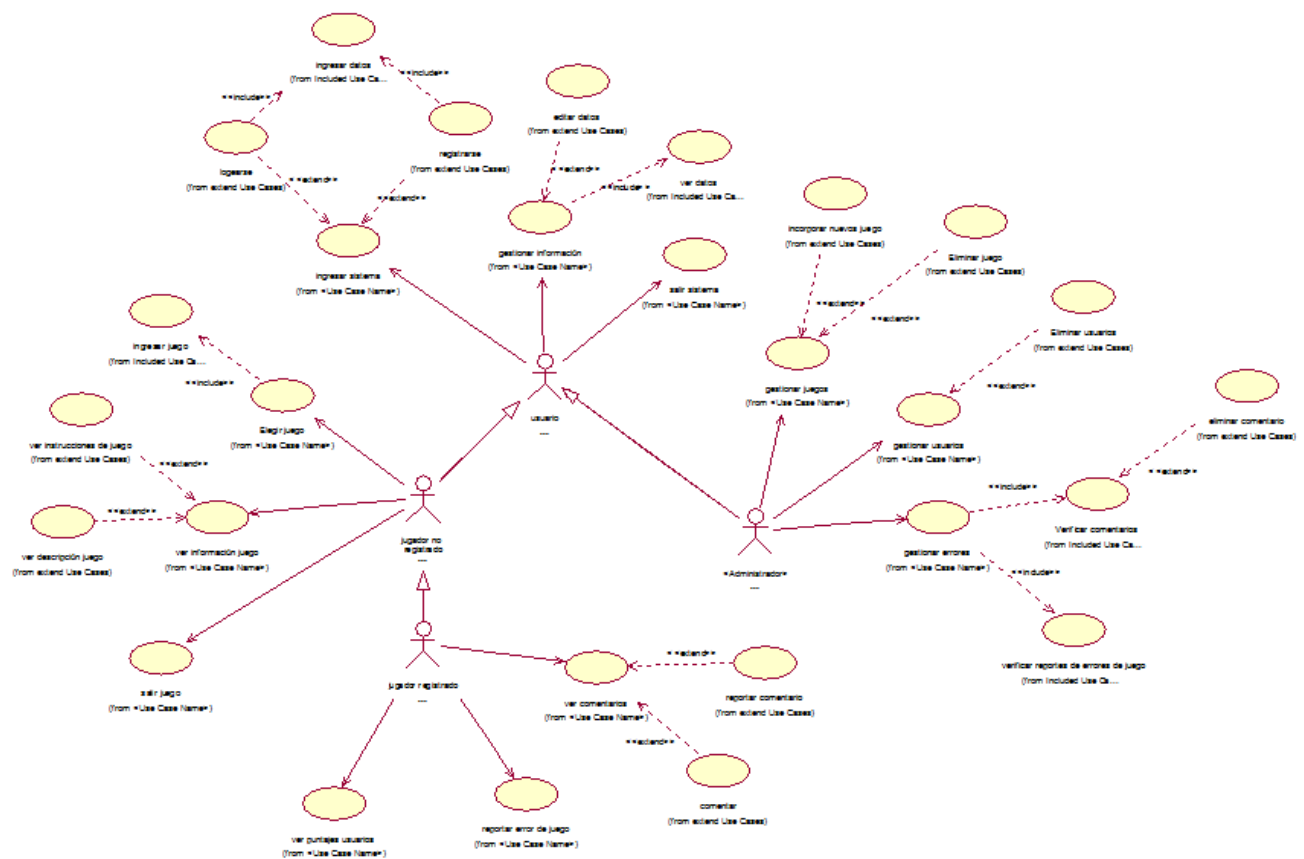 ingresar datos
(from Included Use Ca...
**include**
**include**
editar datos
(from extend Use Cases)
logearse
(from extend Use Cases)
registrarse
(from extend Use Cases)
**extend**
**extend**
**extend**
**include**
ver datos
(from Included Use Ca...
ingresar sistema
(from «Use Case Name»)
gestionar información
(from «Use Case Name»)
salir sistema
(from «Use Case Name»)
incorporar nuevos juego
(from extend Use Cases)
Eliminar juego
(from extend Use Cases)
**extend**
**extend**
Eliminar usuarios
(from extend Use Cases)
**extend**
ingresar juego
(from Included Use Ca...
**include**
Elegir juego
(from «Use Case Name»)
usuario
gestionar juegos
(from «Use Case Name»)
gestionar usuarios
(from «Use Case Name»)
eliminar comentario
(from extend Use Cases)
**extend**
ver instrucciones de juego
(from extend Use Cases)
**extend**
**extend**
ver descripción juego
(from extend Use Cases)
ver información juego
(from «Use Case Name»)
jugador no
registrado
«Administrador»
**include**
Verificar comentarios
(from Included Use Ca...
gestionar errores
(from «Use Case Name»)
**include**
verificar reportes de errores de juego
(from Included Use Ca...
salir juego
(from «Use Case Name»)
jugador registrado
ver comentarios
(from «Use Case Name»)
**extend**
reportar comentario
(from extend Use Cases)
**extend**
comentar
(from extend Use Cases)
ver puntajes usuarios
(from «Use Case Name»)
reportar error de juego
(from «Use Case Name»)